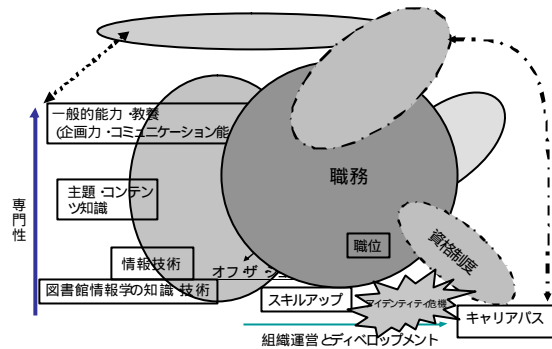 一般的能力・教養
(企画力・コミュニケーション能
職務
専門性
主題・コンテン
ツ知識
職位
資格制度
情報技術
オフ ザ
図書館情報学の知識 技術
スキルアップ
アイデンティティ危機
キャリアパス
組織運営とディベロップメント